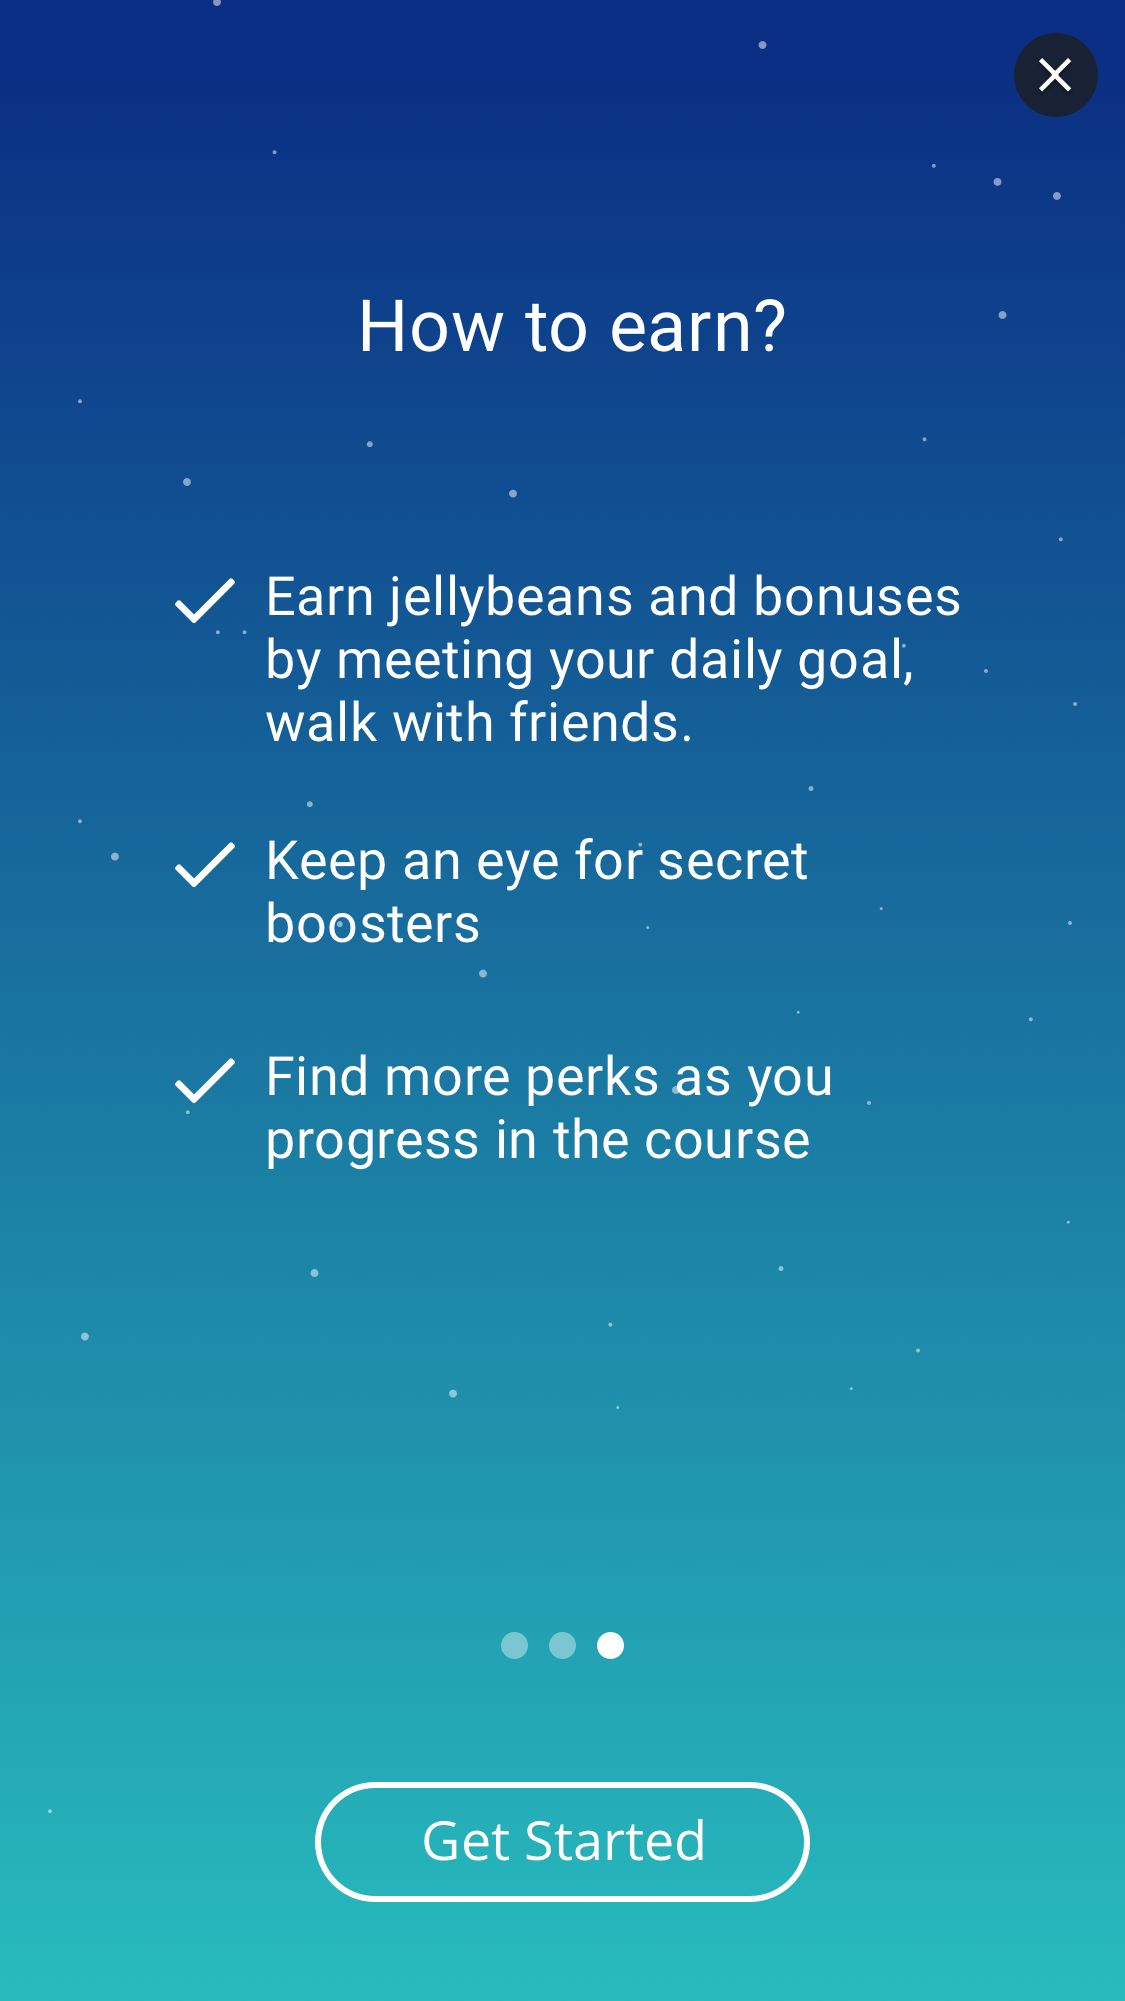 How to earn?
Earn jellybeans and bonuses
by meeting your daily goal,
walk with friends.
Keep an eye for secret
boosters
Find more perks as you
progress in the course
Get Started